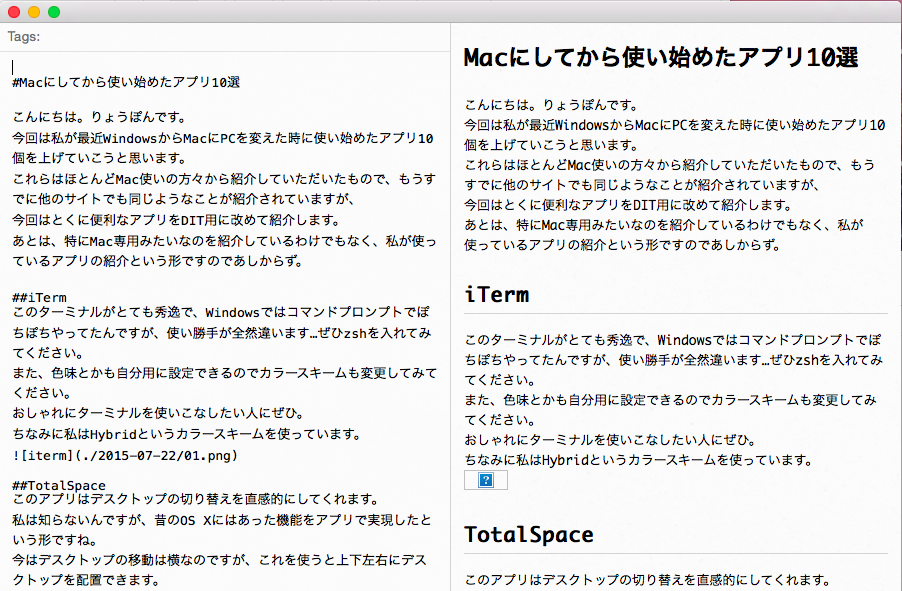 Tags:
#Macにしてから使い始めたアプリ10選
こんにちは。りょうぽんです。
今回は私が最近WindowsからMacにPCを変えた時に使い始めたアプリ10
個を上げていこうと思います。
これらはほとんどMac使いの方々から紹介していただいたもので、もうす
でに他のサイトでも同じようなことが紹介されていますが、
今回はとくに便利なアプリをDIT用に改めて紹介します。
あとは、特にMac専用みたいなのを紹介しているわけでもなく、私が使っ
ているアプリの紹介という形ですのであしからず。
##iTerm
このターミナルがとても秀逸で、Windowsではコマンドプロンプトでぽ
ちぽちやってたんですが、使い勝手が全然違います…ぜひzshを入れてみ
てください。
また、色味とかも自分用に設定できるのでカラースキームも変更してみて
ください。
おしゃれにターミナルを使いこなしたい人にぜひ。
ちなみに私はHybridというカラースキームを使っています。
![iterm](./2015-07-22/01.png)
##TotalSpace
このアプリはデスクトップの切り替えを直感的にしてくれます。
私は知らないんですが、昔のOS Xにはあった機能をアプリで実現したと
いう形ですね。
今はデスクトップの移動は横なのですが、これを使うと上下左右にデス
クトップを配置できます。
Macにしてから使い始めたアプリ10選
こんにちは。りょうぽんです。
今回は私が最近WindowsからMacにPCを変えた時に使い始めたアプリ10
個を上げていこうと思います。
これらはほとんどMac使いの方々から紹介していただいたもので、もう
すでに他のサイトでも同じようなことが紹介されていますが、
今回はとくに便利なアプリをDIT用に改めて紹介します。
あとは、特にMac専用みたいなのを紹介しているわけでもなく、私が
使っているアプリの紹介という形ですのであしからず。
iTerm
このターミナルがとても秀逸で、Windowsではコマンドプロンプトでぽ
ちぽちやってたんですが、使い勝手が全然違います…ぜひzshを入れてみ
てください。
また、色味とかも自分用に設定できるのでカラースキームも変更してみ
てください。
おしゃれにターミナルを使いこなしたい人にぜひ。
ちなみに私はHybridというカラースキームを使っています。
?
TotalSpace
このアプリはデスクトップの切り替えを直感的にしてくれます。